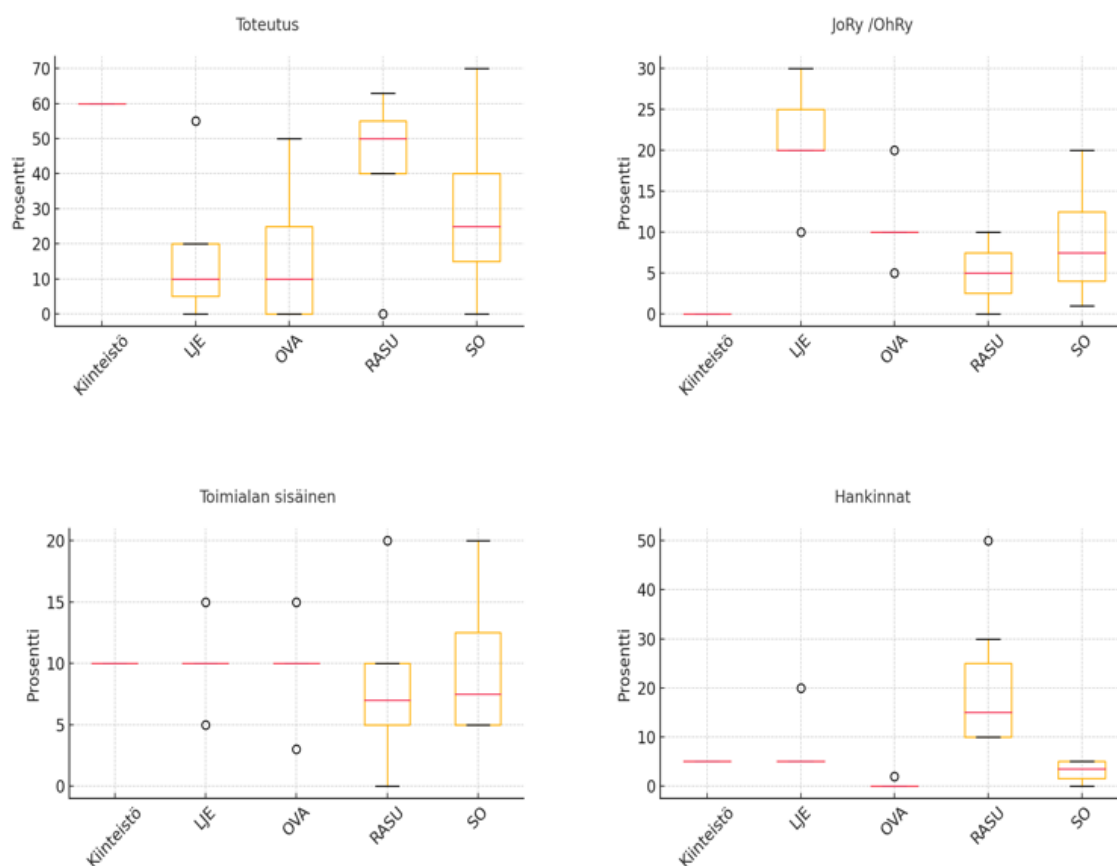 Toteutus
Prosentti
70
60
50
40
30
20
10
0
Kiinteistö
LJE
OVA
RASU
SO
JoRy /OhRy
Prosentti
30
25
20
15
10
5
0
Kiinteistö
LJE
OVA
RASU
SO
Toimialan sisäinen
Prosentti
20
15
10
5
0
Kiinteistö
LJE
OVA
RASU
SO
Hankinnat
Prosentti
50
40
30
20
10
0
Kiinteistö
LJE
OVA
RASU
SO